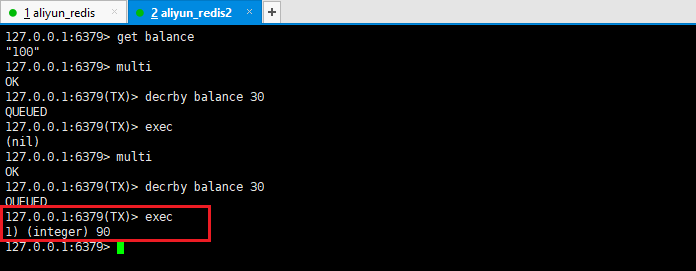 1 aliyun_redis × 2 aliyun_redis2 × +
127.0.0.1:6379> get balance
"100"
127.0.0.1:6379> multi
OK
127.0.0.1:6379(TX)> decrby balance 30
QUEUED
127.0.0.1:6379(TX)> exec
(nil)
127.0.0.1:6379> multi
OK
127.0.0.1:6379(TX)> decrby balance 30
QUEUED
127.0.0.1:6379(TX)> exec
1) (integer) 90
127.0.0.1:6379>